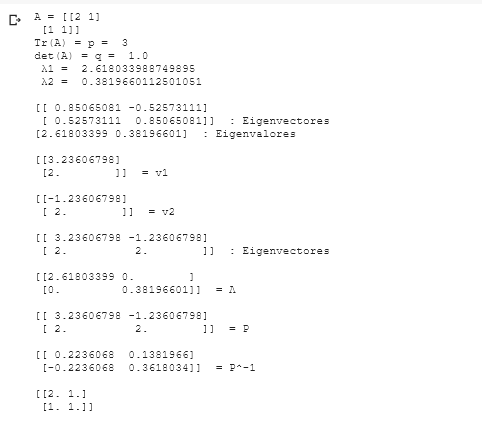 A = [[2 1]
[1 1]]
Tr(A) = p =  3
det(A) = q =  1.0
λ1 =  2.618033988749895
λ2 =  0.3819660112501051
[[ 0.85065081 -0.52573111]
[ 0.52573111  0.85065081]]  : Eigenvectores
[2.61803399 0.38196601]  : Eigenvalores
[[3.23606798]
[2.        ]]  = v1
[[-1.23606798]
[ 2.        ]]  = v2
[[ 3.23606798 -1.23606798]
[ 2.          2.        ]]  : Eigenvectores
[[2.61803399 0.        ]
[0.         0.38196601]]  = Λ
[[ 3.23606798 -1.23606798]
[ 2.          2.        ]]  = P
[[ 0.2236068  0.1381966]
[-0.2236068  0.3618034]]  = P^-1
[[2. 1.]
[1. 1.]]